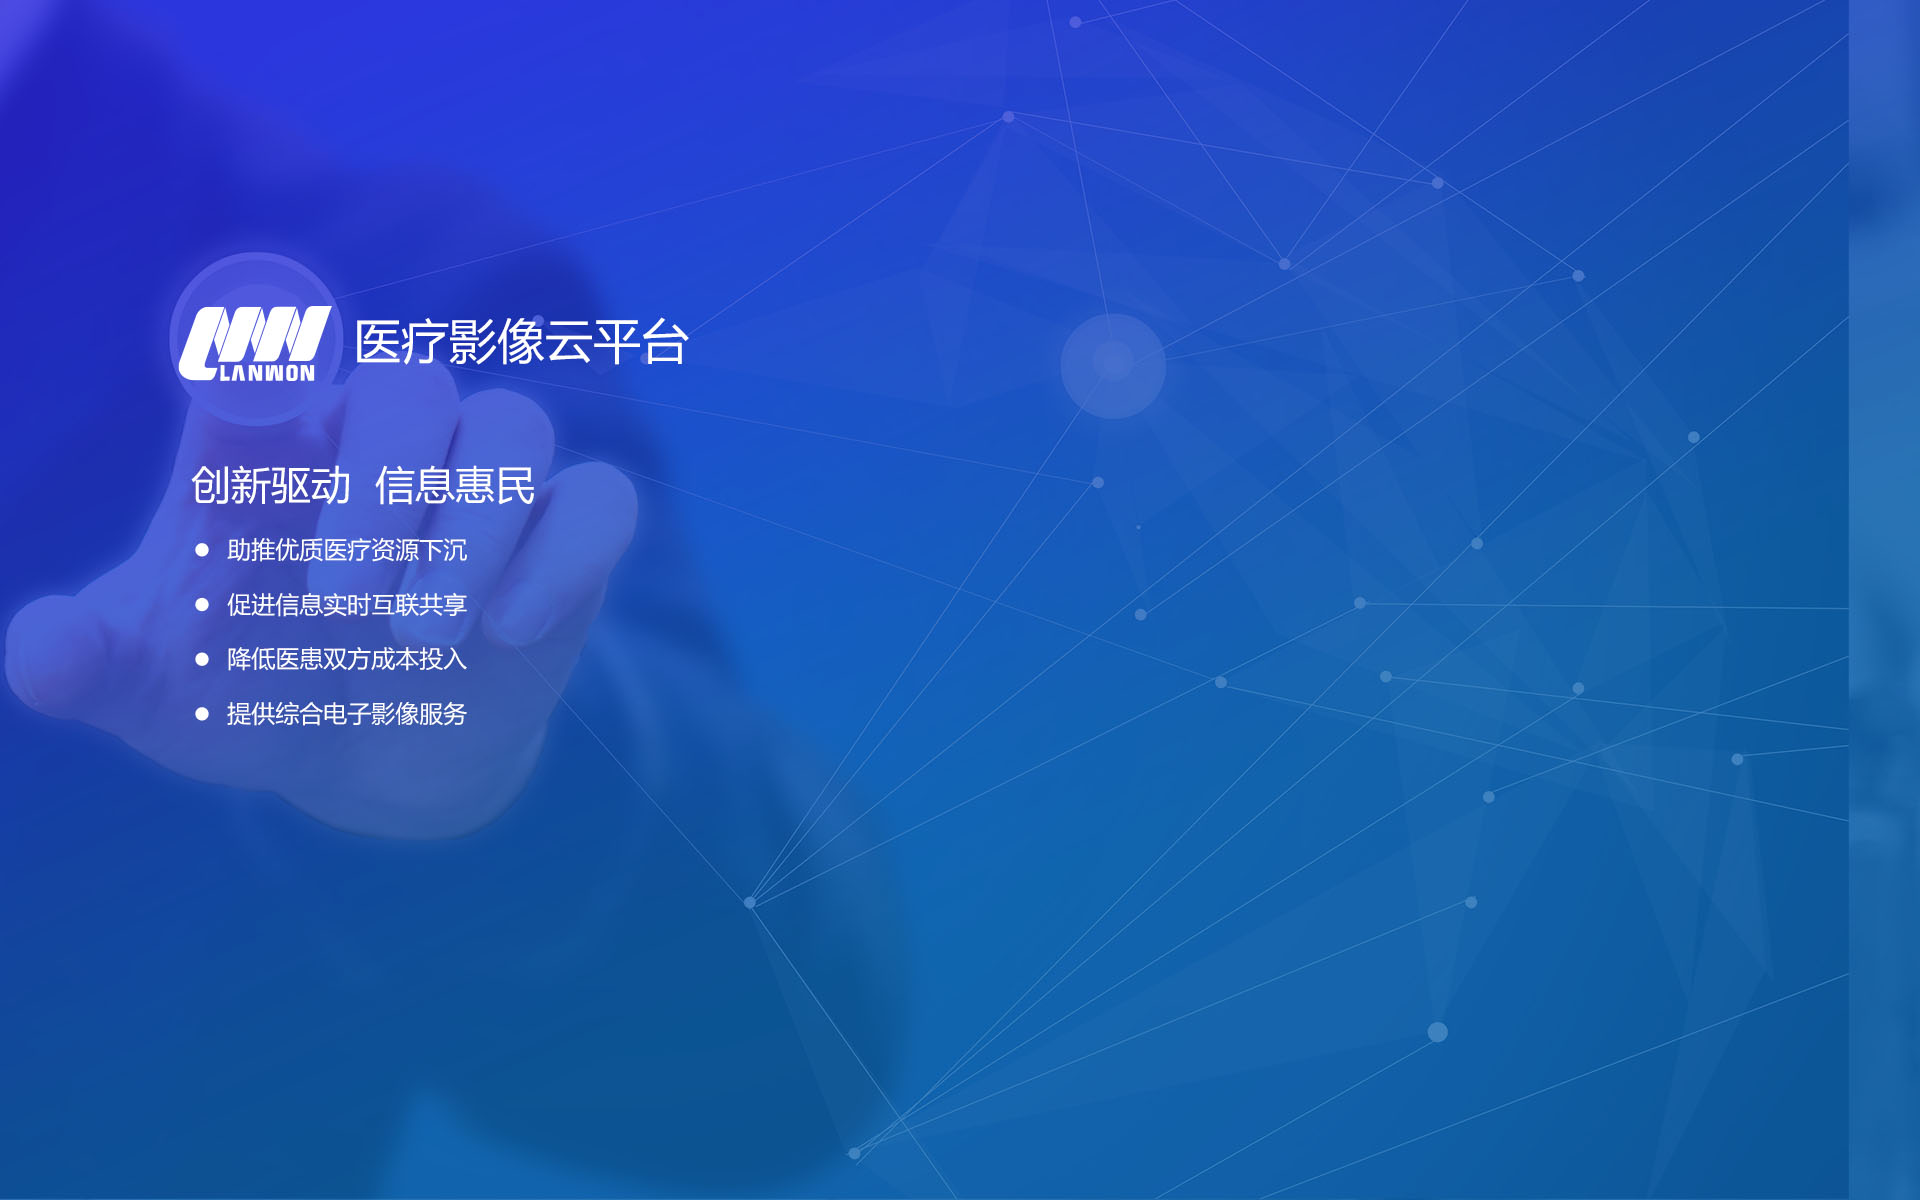 LANWON
医疗影像云平台
创新驱动 信息惠民
助推优质医疗资源下沉
促进信息实时互联共享
降低医患双方成本投入
提供综合电子影像服务